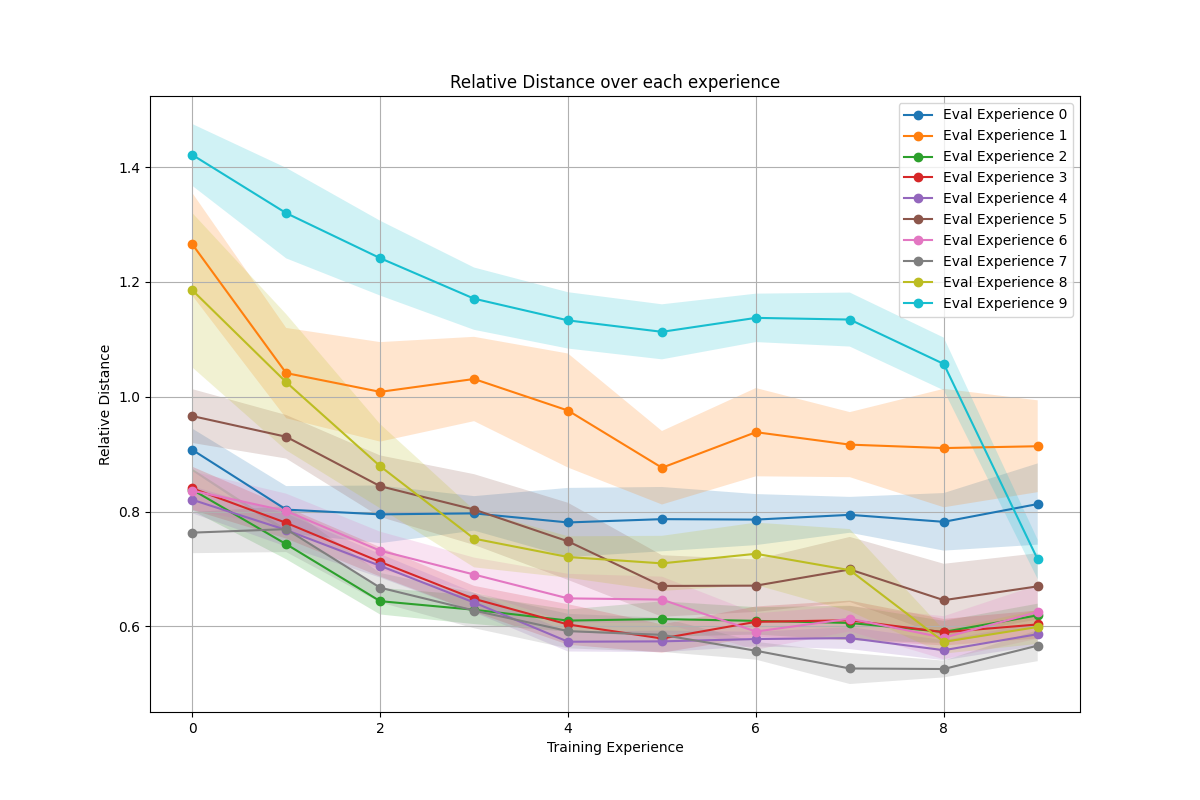 Relative Distance over each experience
Eval Experience 0
Eval Experience 1
Eval Experience 2
Eval Experience 3
Eval Experience 4
Eval Experience 5
Eval Experience 6
Eval Experience 7
Eval Experience 8
Eval Experience 9
1.4
1.2
1.0
0.8
0.6
Relative Distance
0 2 4 6 8
Training Experience